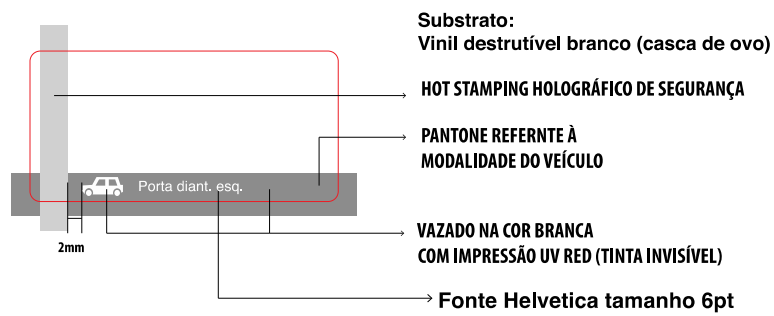 Substrato:
Vinil destrutível branco (casca de ovo)
HOT STAMPING HOLOGRÁFICO DE SEGURANÇA
PANTONE REFERNTE À
MODALIDADE DO VEÍCULO
Porta diant. esq.
2mm
VAZADO NA COR BRANCA
COM IMPRESSÃO UV RED (TINTA INVISÍVEL)
Fonte Helvetica tamanho 6pt